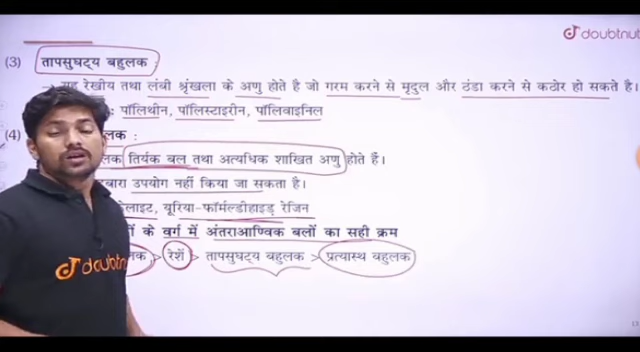 doubtnut
(3) तापसुघट्य बहुलक :
→ यह रेखीय तथा लंबी श्रृंखला के अणु होते है जो गरम करने से मृदुल और ठंडा करने से कठोर हो सकते है।
: पॉलिथीन, पॉलिस्टाइरीन, पॉलिवाइनिल
(4) लक :
लक तिर्यक बल तथा अत्यधिक शाखित अणु होते हैं।
बारा उपयोग नहीं किया जा सकता है।
लाइट, यूरिया-फॉर्मल्डीहाइड् रेजिन
के वर्ग में अंतराआण्विक बलों का सही क्रम
लक > रेशें > तापसुघट्य बहुलक > प्रत्यास्थ बहुलक
doubtnut